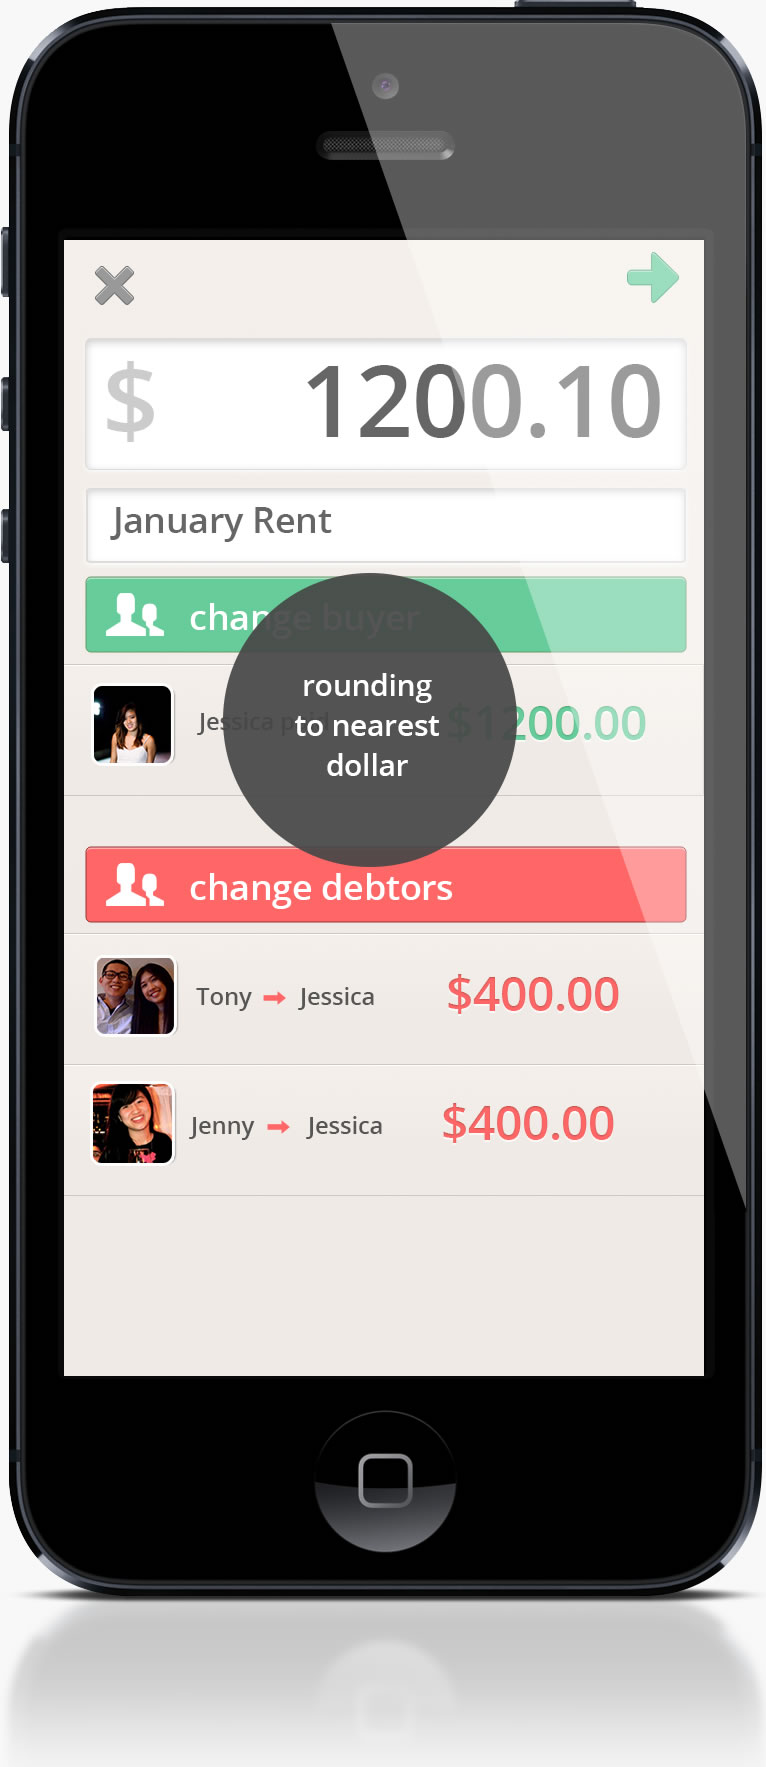 $ 1200.10
January Rent
change buyer
Jessica paid $1200.00
rounding
to nearest
dollar
change debtors
Tony Jessica $400.00
Jenny Jessica $400.00